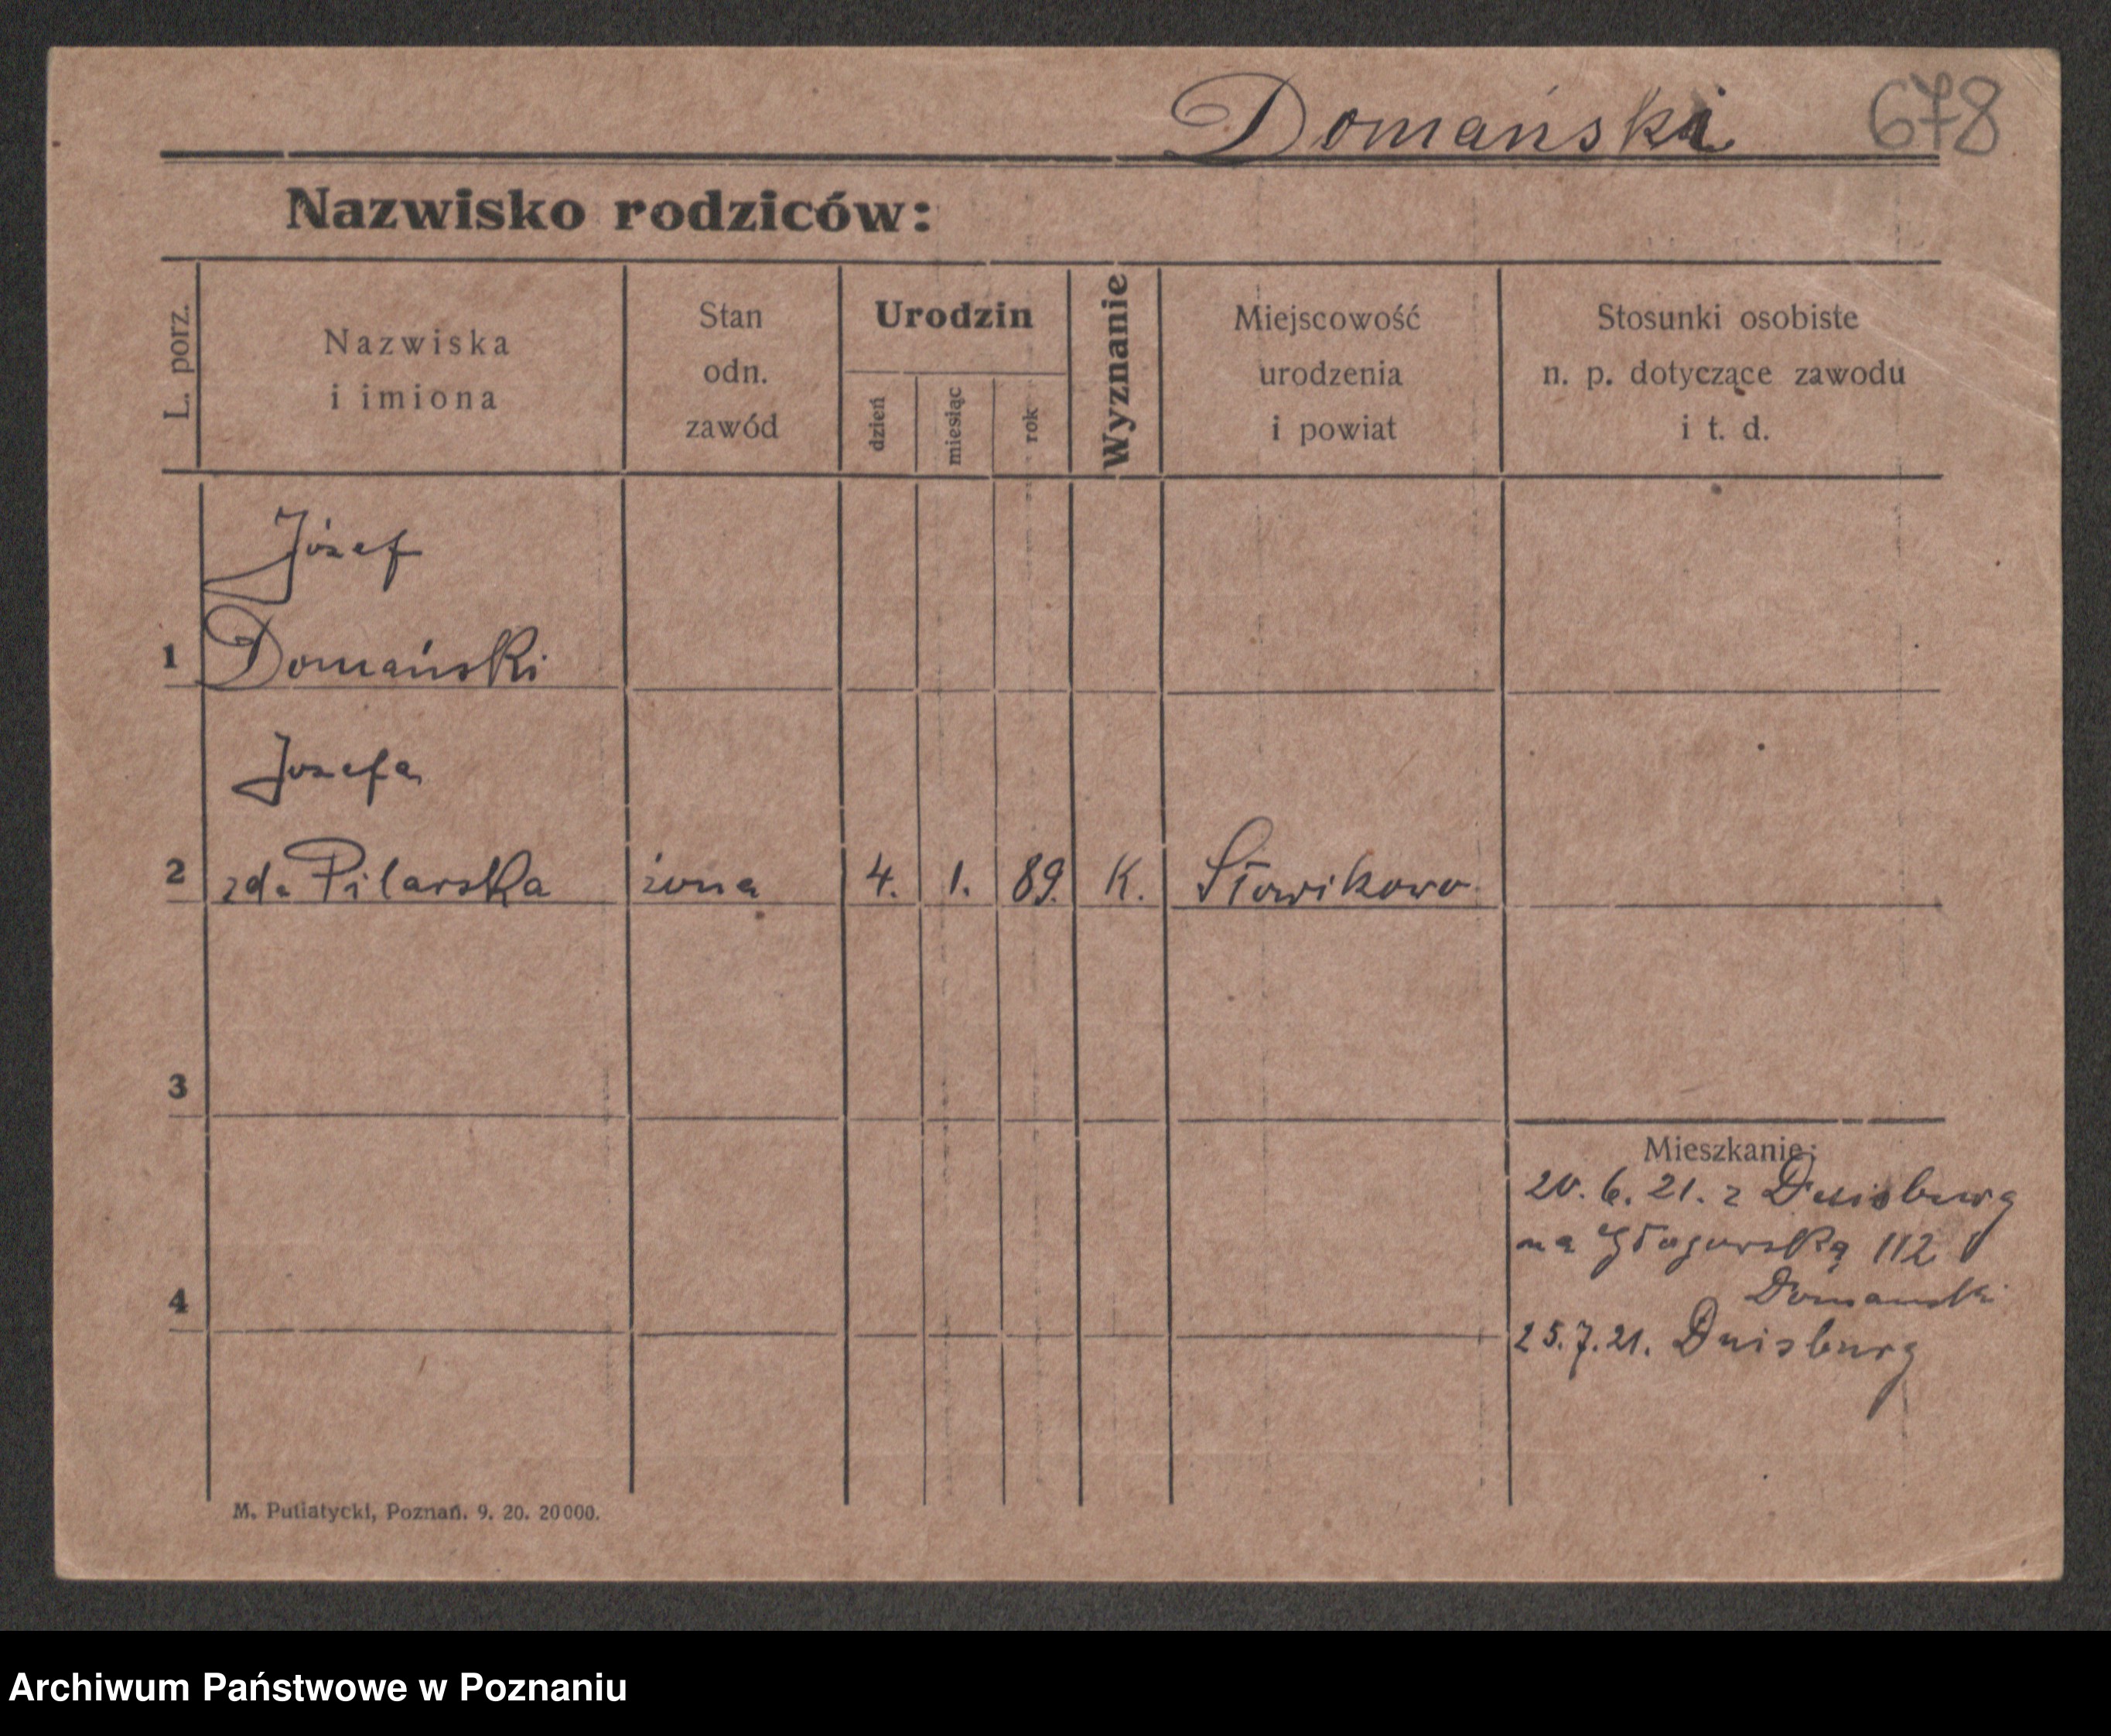 Domański 678
Nazwisko rodziców:
L. porz.
Nazwiska
i imiona
Stan
odn.
zawód
Urodzin
dzień
miesiąc
rok
Wyznanie
Miejscowość
urodzenia
i powiat
Stosunki osobiste
n. p. dotyczące zawodu
i t. d.
Józef
1 Domański
Jozefa
2 zd. Pilarska żona 4. 1. 89. K. Słowikowo
3
Mieszkanie:
20. 6. 21. z Duisburg
na Głogowską 112
Domanski
4
25.7.21. Duisburg
M. Putiatycki, Poznań. 9. 20. 20000.
Archiwum Państwowe w Poznaniu